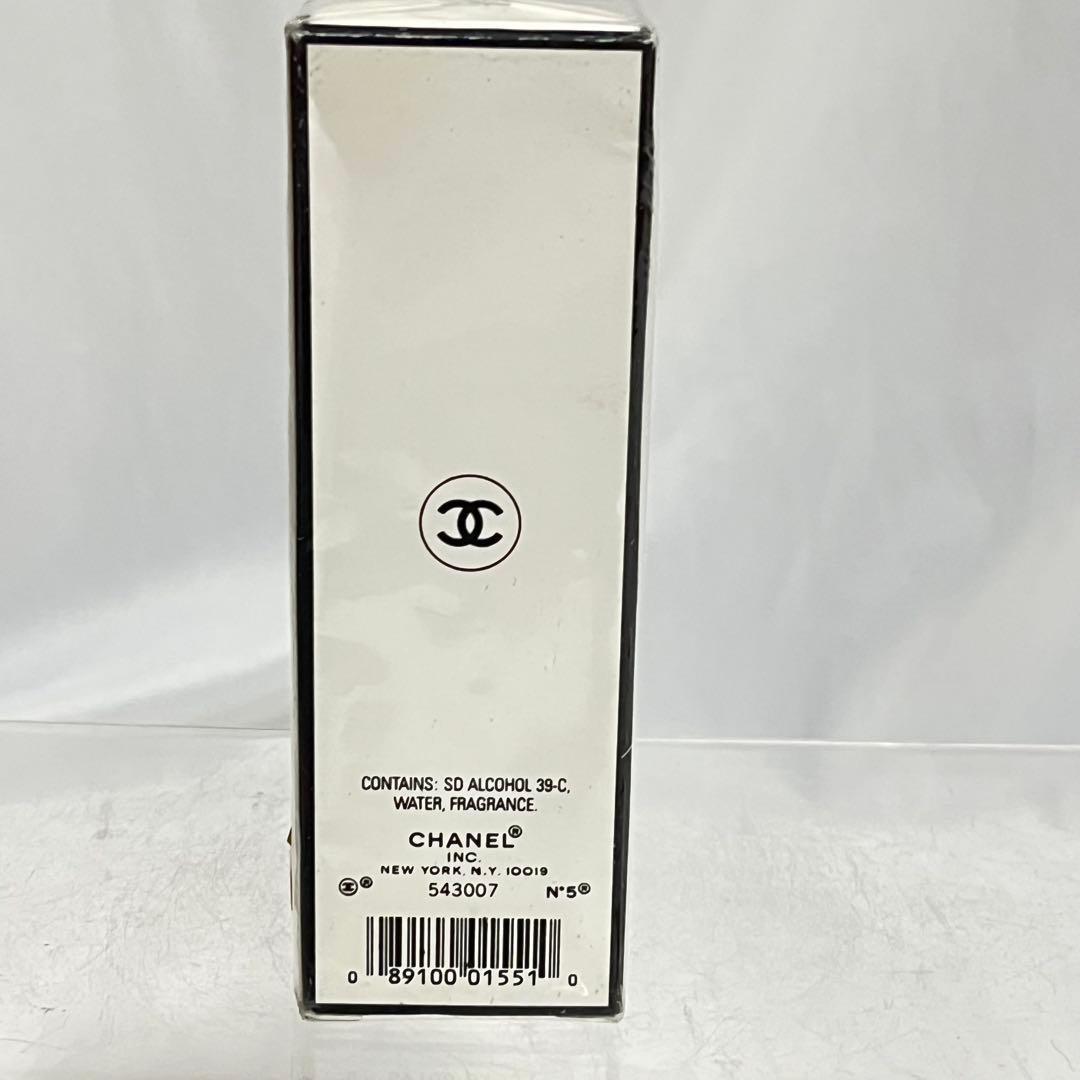 CONTAINS: SD ALCOHOL 39-C,
WATER, FRAGRANCE.
CHANEL®
INC.
NEW YORK, N.Y. 10019
® 543007 N°5®
0 89100 01551 0